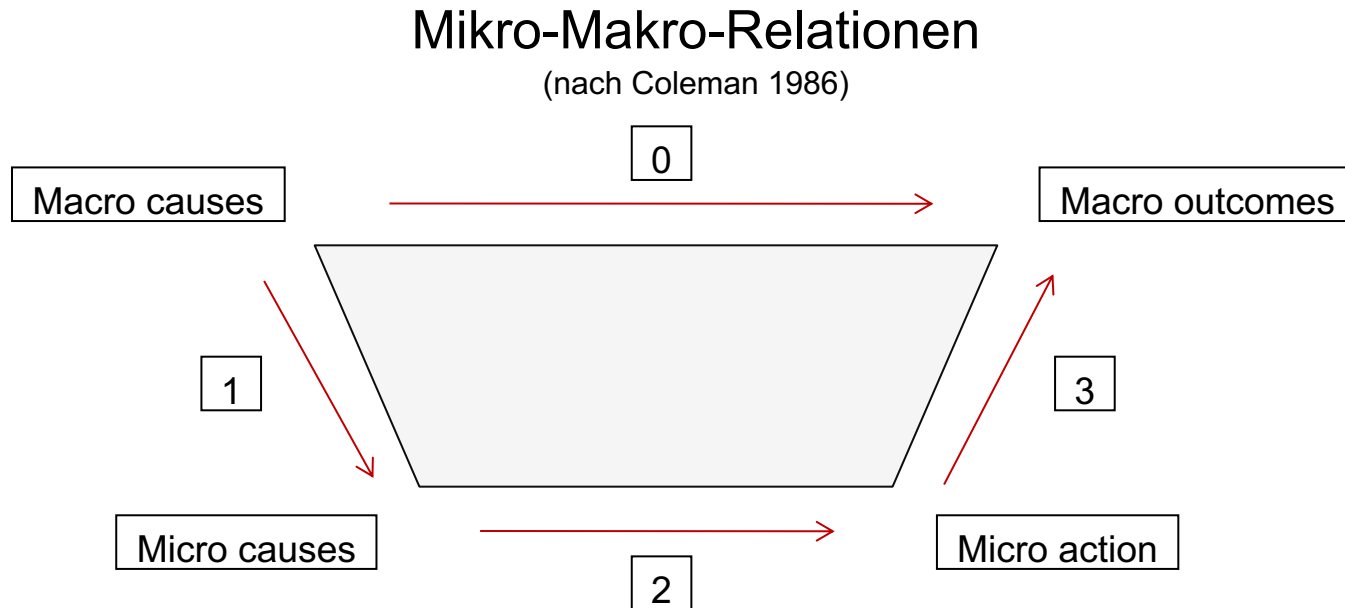 Mikro-Makro-Relationen
(nach Coleman 1986)
0
Macro causes
Macro outcomes
1
3
Micro causes
Micro action
2